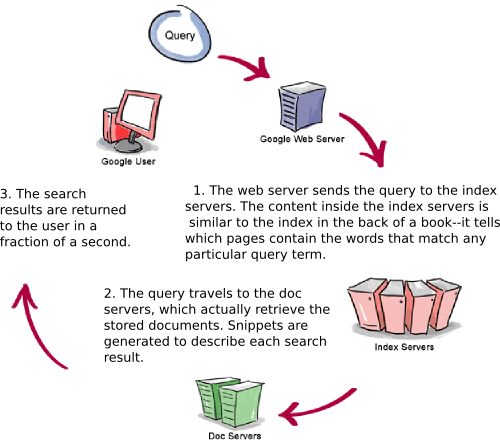 Query
Google Web Server
Google User
1. The web server sends the query to the index
servers. The content inside the index servers is
similar to the index in the back of a book--it tells
which pages contain the words that match any
particular query term.
Index Servers
2. The query travels to the doc
servers, which actually retrieve the
stored documents. Snippets are
generated to describe each search
result.
Doc Servers
3. The search
results are returned
to the user in a
fraction of a second.